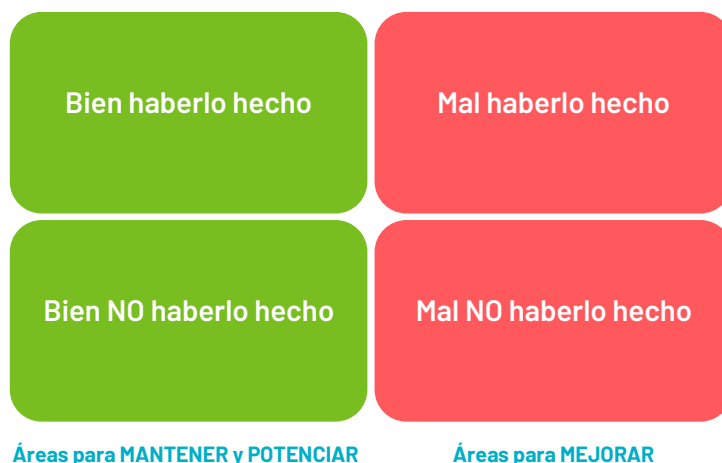 Bien haberlo hecho
Mal haberlo hecho
Bien NO haberlo hecho
Mal NO haberlo hecho
Áreas para MANTENER y POTENCIAR
Áreas para MEJORAR